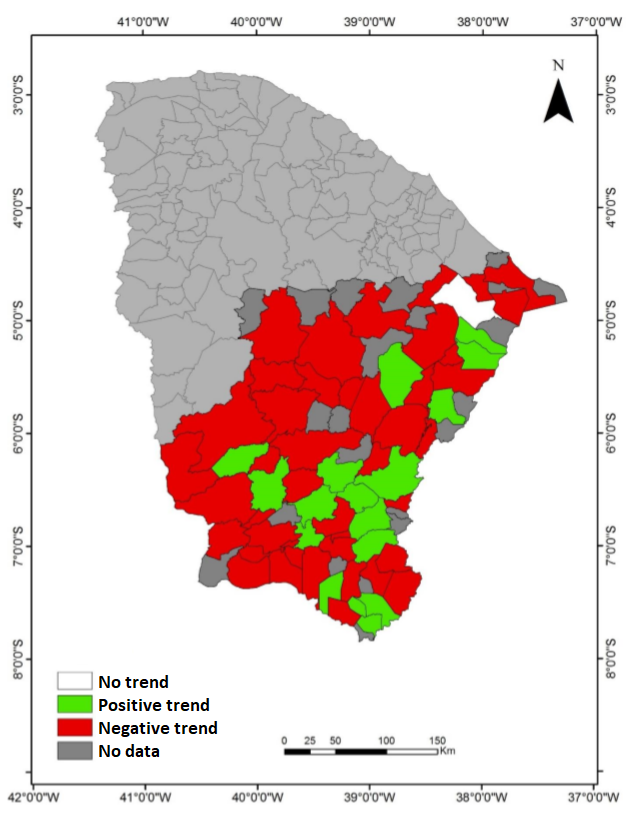 41°0'0"W 40°0'0"W 39°0'0"W 38°0'0"W 37°0'0"W
N
3°0'0"S 3°0'0"S
4°0'0"S 4°0'0"S
5°0'0"S 5°0'0"S
6°0'0"S 6°0'0"S
7°0'0"S 7°0'0"S
8°0'0"S 8°0'0"S
No trend
Positive trend
Negative trend
No data
0 25 50 100 150
Km
42°0'0"W 41°0'0"W 40°0'0"W 39°0'0"W 38°0'0"W 37°0'0"W